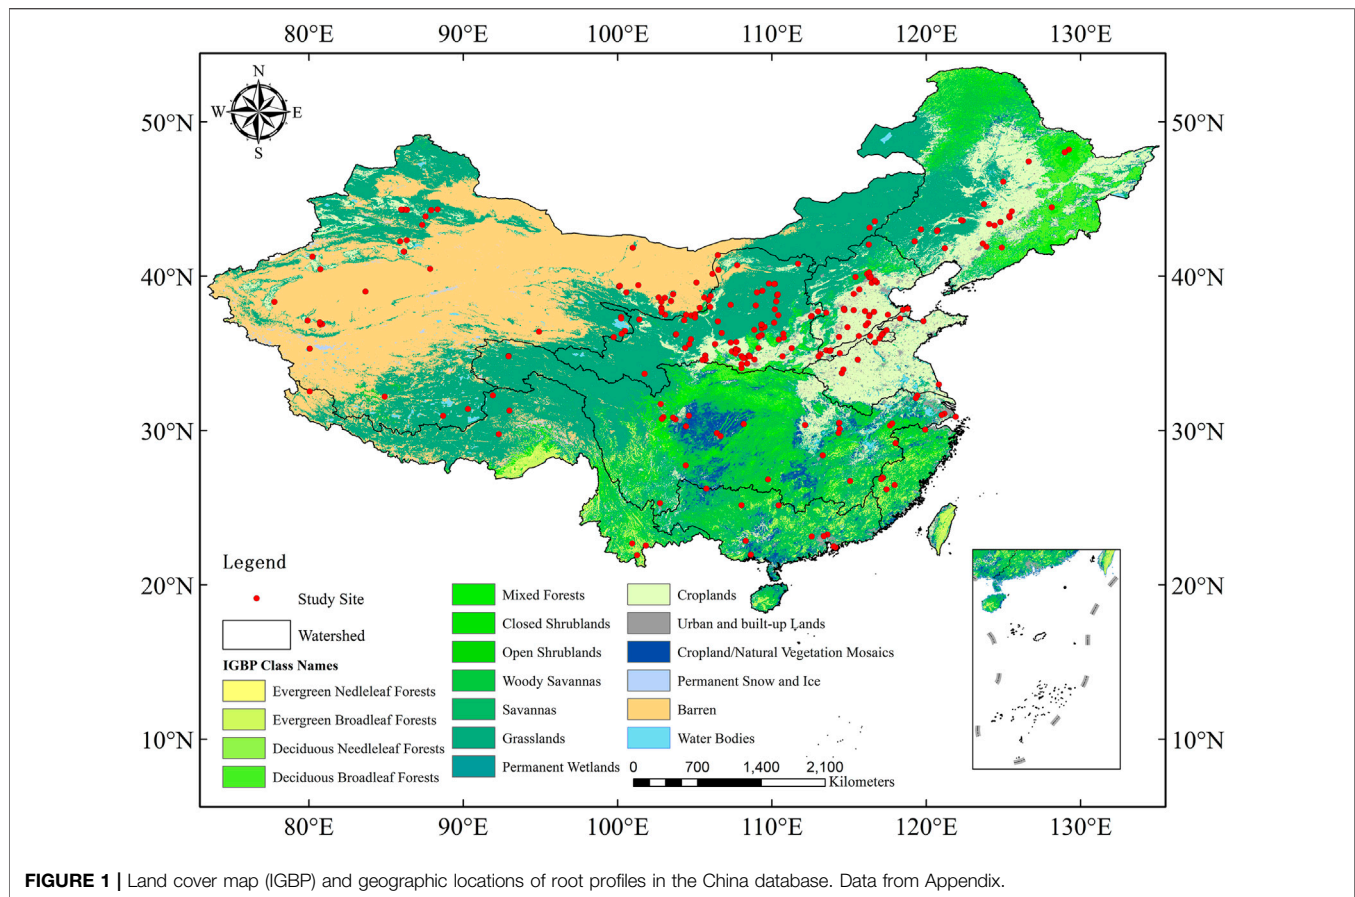 80°E 90°E 100°E 110°E 120°E 130°E
N
W E
S
50°N 50°N
40°N 40°N
30°N 30°N
20°N 20°N
10°N 10°N
Legend
Study Site
Watershed
IGBP Class Names
Evergreen Nedleleaf Forests
Evergreen Broadleaf Forests
Deciduous Needleleaf Forests
Deciduous Broadleaf Forests
Mixed Forests
Closed Shrublands
Open Shrublands
Woody Savannas
Savannas
Grasslands
Permanent Wetlands
Croplands
Urban and built-up Lands
Cropland/Natural Vegetation Mosaics
Permanent Snow and Ice
Barren
Water Bodies
0 700 1,400 2,100
Kilometers
80°E 90°E 100°E 110°E 120°E 130°E
FIGURE 1 | Land cover map (IGBP) and geographic locations of root profiles in the China database. Data from Appendix.